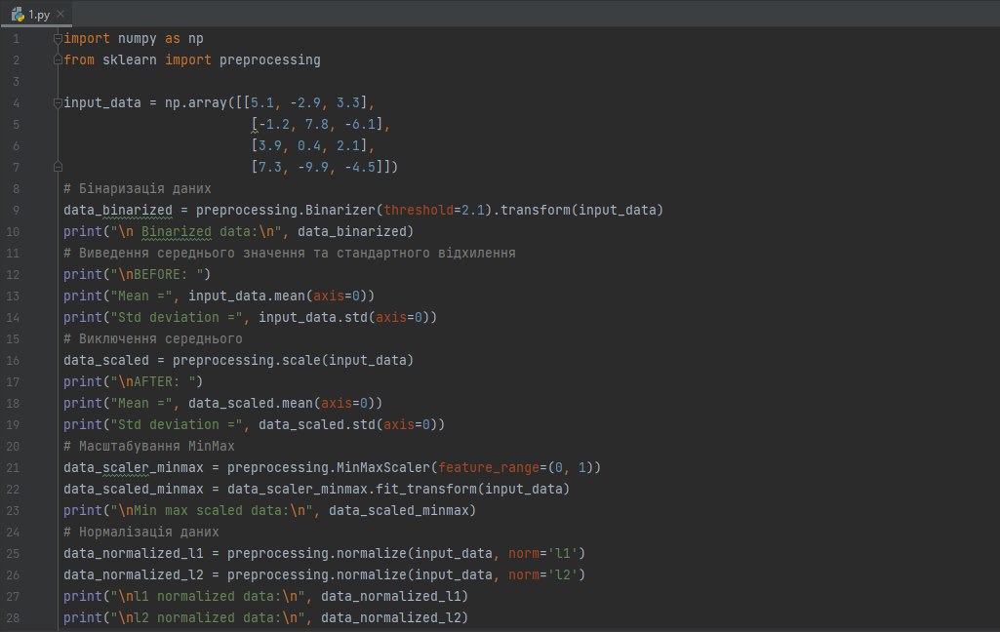 1.py
1 import numpy as np
2 from sklearn import preprocessing
3
4 input_data = np.array([[5.1, -2.9, 3.3],
5                         [-1.2, 7.8, -6.1],
6                         [3.9, 0.4, 2.1],
7                         [7.3, -9.9, -4.5]])
8 # Бінаризація даних
9 data_binarized = preprocessing.Binarizer(threshold=2.1).transform(input_data)
10 print("\n Binarized data:\n", data_binarized)
11 # Виведення середнього значення та стандартного відхилення
12 print("\nBEFORE: ")
13 print("Mean =", input_data.mean(axis=0))
14 print("Std deviation =", input_data.std(axis=0))
15 # Виключення середнього
16 data_scaled = preprocessing.scale(input_data)
17 print("\nAFTER: ")
18 print("Mean =", data_scaled.mean(axis=0))
19 print("Std deviation =", data_scaled.std(axis=0))
20 # Масштабування MinMax
21 data_scaler_minmax = preprocessing.MinMaxScaler(feature_range=(0, 1))
22 data_scaled_minmax = data_scaler_minmax.fit_transform(input_data)
23 print("\nMin max scaled data:\n", data_scaled_minmax)
24 # Нормалізація даних
25 data_normalized_l1 = preprocessing.normalize(input_data, norm='l1')
26 data_normalized_l2 = preprocessing.normalize(input_data, norm='l2')
27 print("\nl1 normalized data:\n", data_normalized_l1)
28 print("\nl2 normalized data:\n", data_normalized_l2)